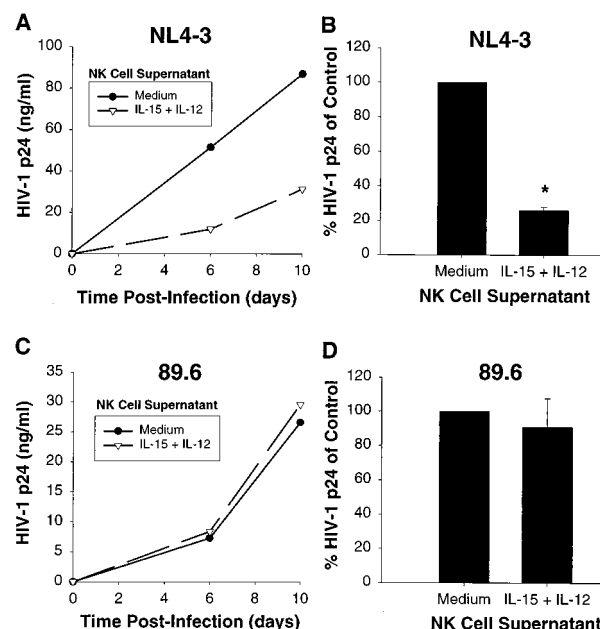 A
NL4-3
HIV-1 p24 (ng/ml)
100
80
60
40
20
0
NK Cell Supernatant
Medium
IL-15 + IL-12
0 2 4 6 8 10
Time Post-Infection (days)
B
NL4-3
% HIV-1 p24 of Control
120
100
80
60
40
20
0
*
Medium IL-15 + IL-12
NK Cell Supernatant
C
89.6
HIV-1 p24 (ng/ml)
35
30
25
20
15
10
5
0
NK Cell Supernatant
Medium
IL-15 + IL-12
0 2 4 6 8 10
Time Post-Infection (days)
D
89.6
% HIV-1 p24 of Control
120
100
80
60
40
20
0
Medium IL-15 + IL-12
NK Cell Supernatant